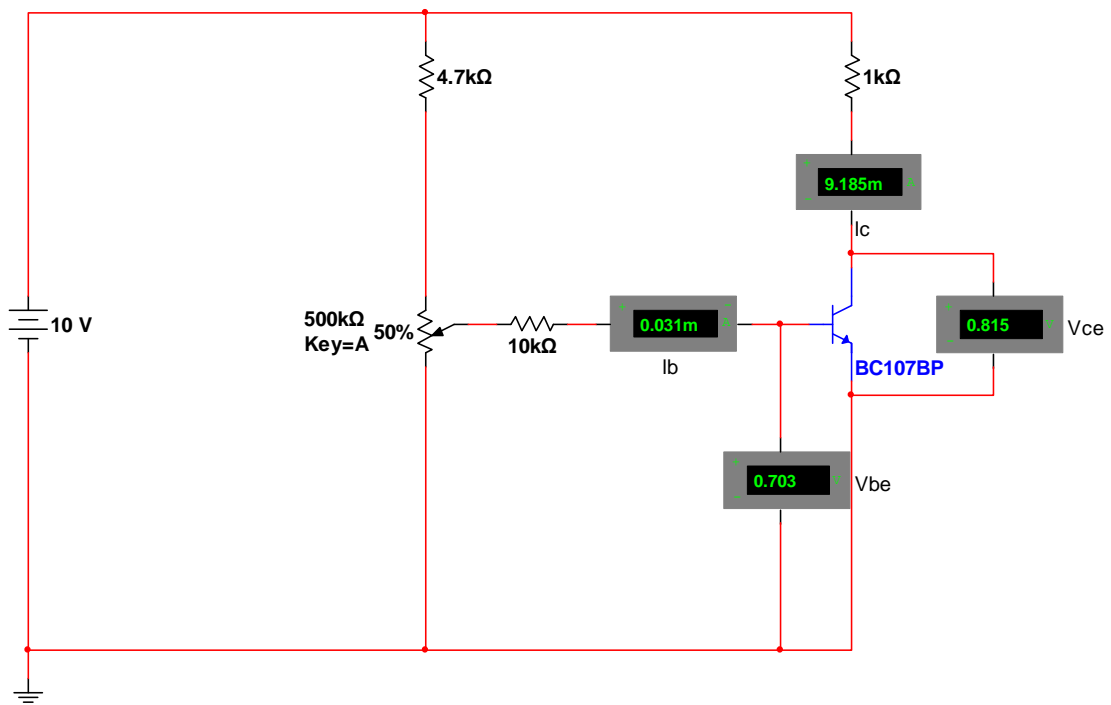 4.7kΩ
1kΩ
9.185m A
Ic
10 V
500kΩ
Key=A
50%
10kΩ
0.031m A
Ib
0.815 V
Vce
BC107BP
0.703 V
Vbe